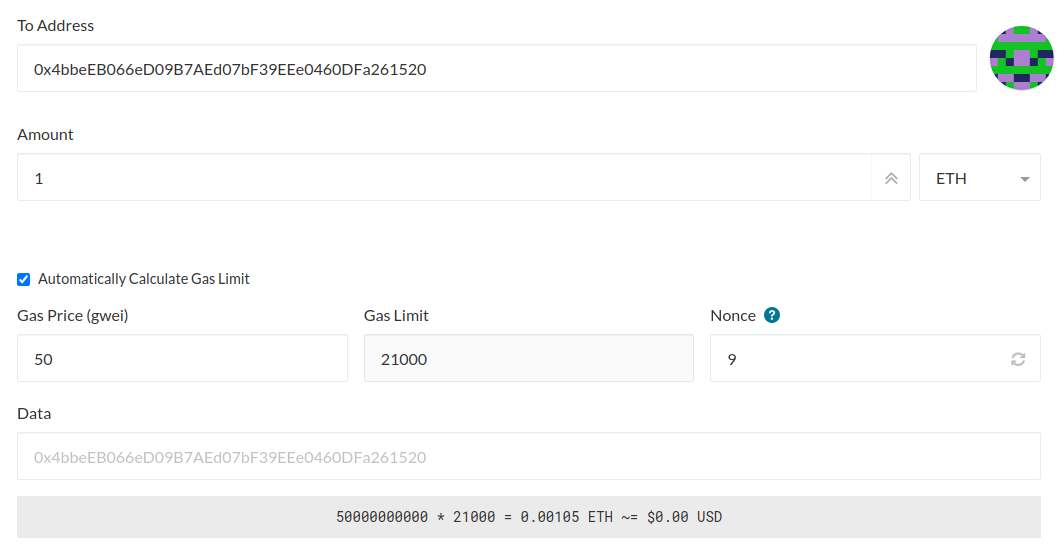 To Address
0x4bbeEB066eD09B7AEd07bF39EEe0460DFa261520
Amount
1 ETH
Automatically Calculate Gas Limit
Gas Price (gwei) Gas Limit Nonce ?
50 21000 9
Data
0x4bbeEB066eD09B7AEd07bF39EEe0460DFa261520
50000000000 * 21000 = 0.00105 ETH ~= $0.00 USD